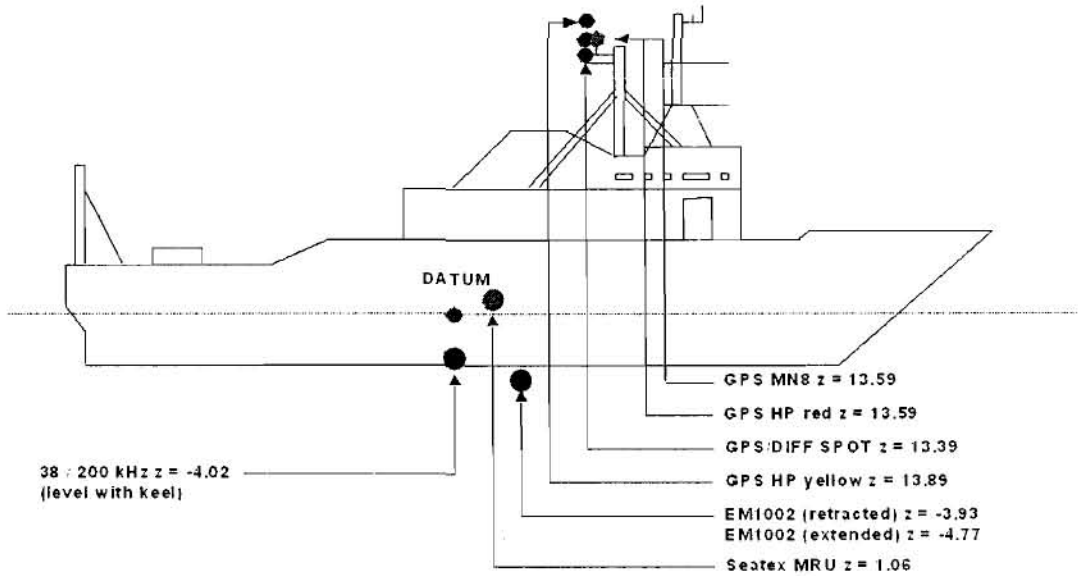 DATUM
GPS MN8 z = 13.59
GPS HP red z = 13.59
GPS/DIFF SPOT z = 13.39
GPS HP yellow z = 13.89
EM1002 (retracted) z = -3.93
EM1002 (extended) z = -4.77
Seatex MRU z = 1.06
38 / 200 kHz z = -4.02
(level with keel)